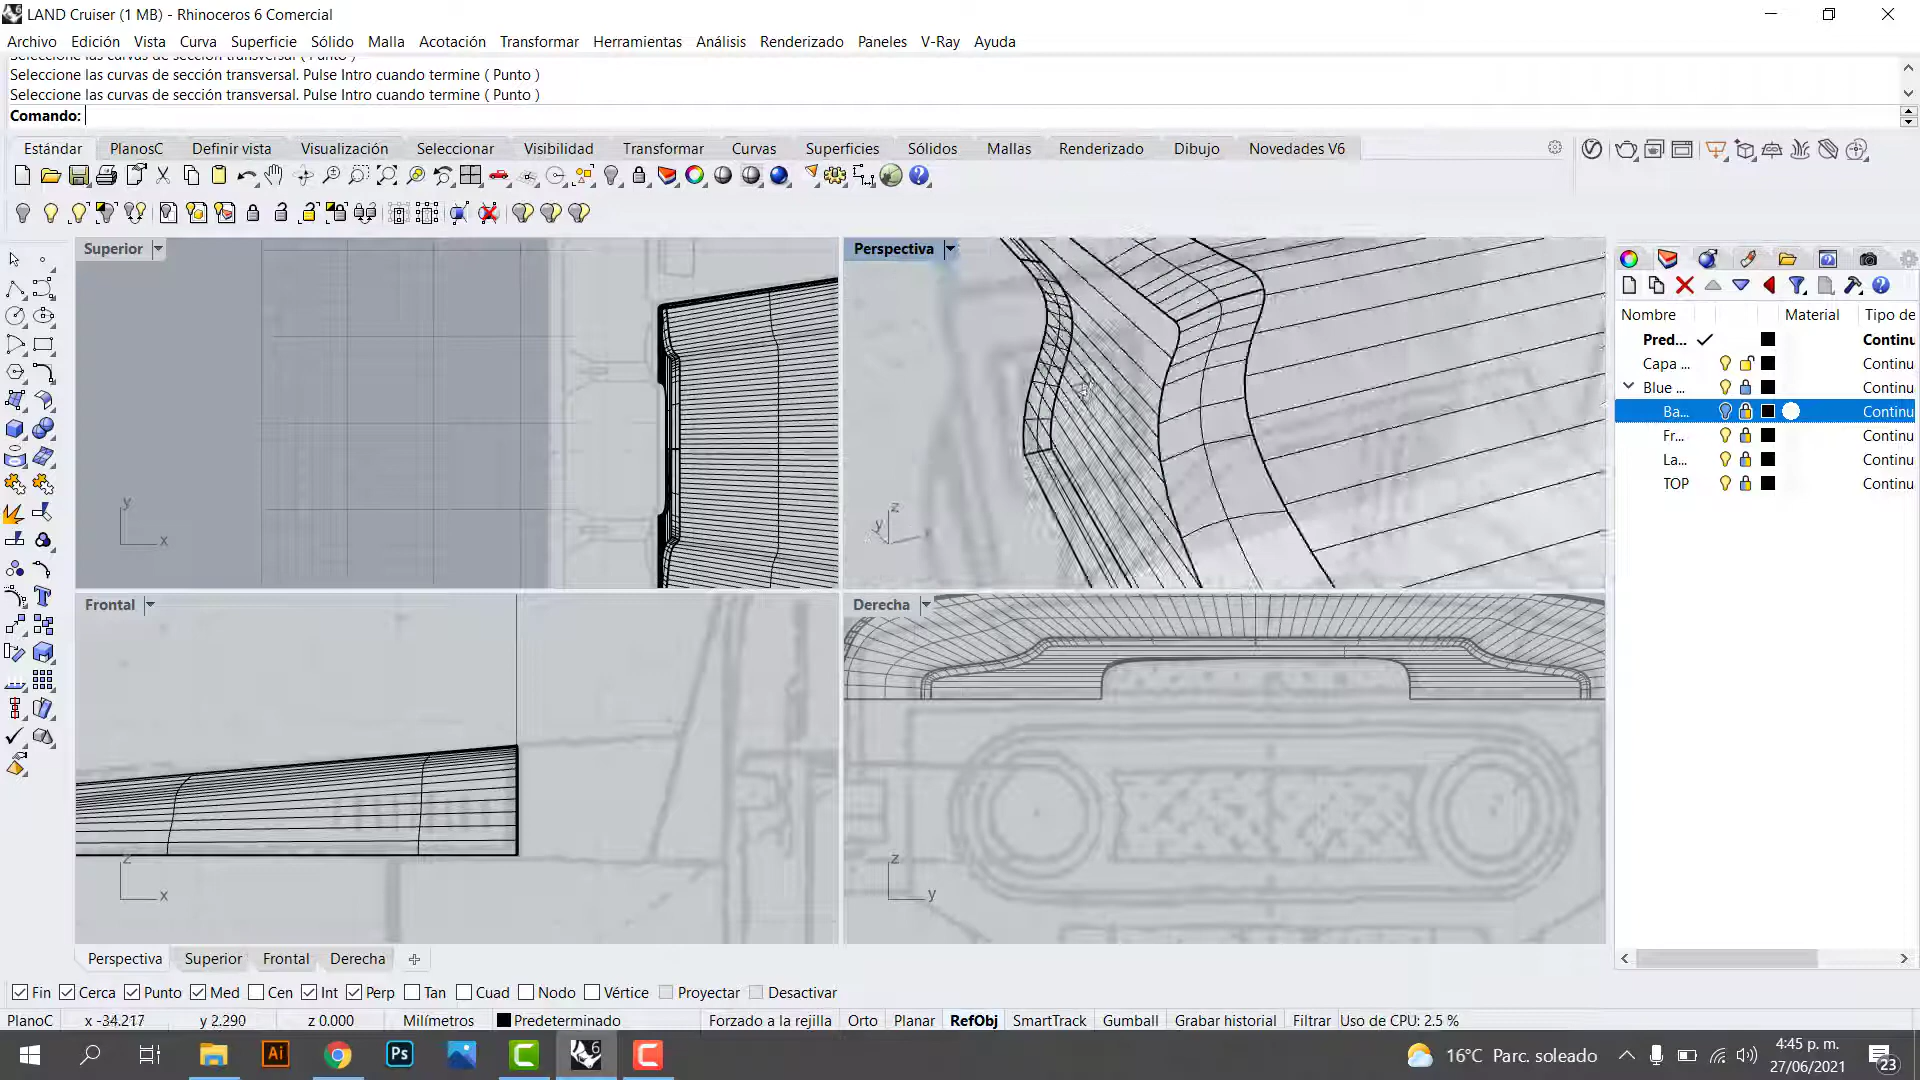 LAND Cruiser (1 MB) - Rhinoceros 6 Comercial
Archivo Edición Vista Curva Superficie Sólido Malla Acotación Transformar Herramientas Análisis Renderizado Paneles V-Ray Ayuda
Seleccione las curvas de sección transversal. Pulse Intro cuando termine ( Punto )
Seleccione las curvas de sección transversal. Pulse Intro cuando termine ( Punto )
Comando:
Estándar PlanosC Definir vista Visualización Seleccionar Visibilidad Transformar Curvas Superficies Sólidos Mallas Renderizado Dibujo Novedades V6
Superior
Perspectiva
Nombre Material Tipo de
Pred... Continu
Capa ... Continu
Blue ... Continu
Ba... Continu
Fr... Continu
La... Continu
TOP Continu
y
x
z
y
Frontal
Derecha
z
x
z
y
Perspectiva Superior Frontal Derecha
Fin Cerca Punto Med Cen Int Perp Tan Cuad Nodo Vértice Proyectar Desactivar
PlanoC x -34.217 y 2.290 z 0.000 Milímetros Predeterminado Forzado a la rejilla Orto Planar RefObj SmartTrack Gumball Grabar historial Filtrar Uso de CPU: 2.5 %
Ai Ps 6 16°C Parc. soleado 4:45 p. m.
27/06/2021 23